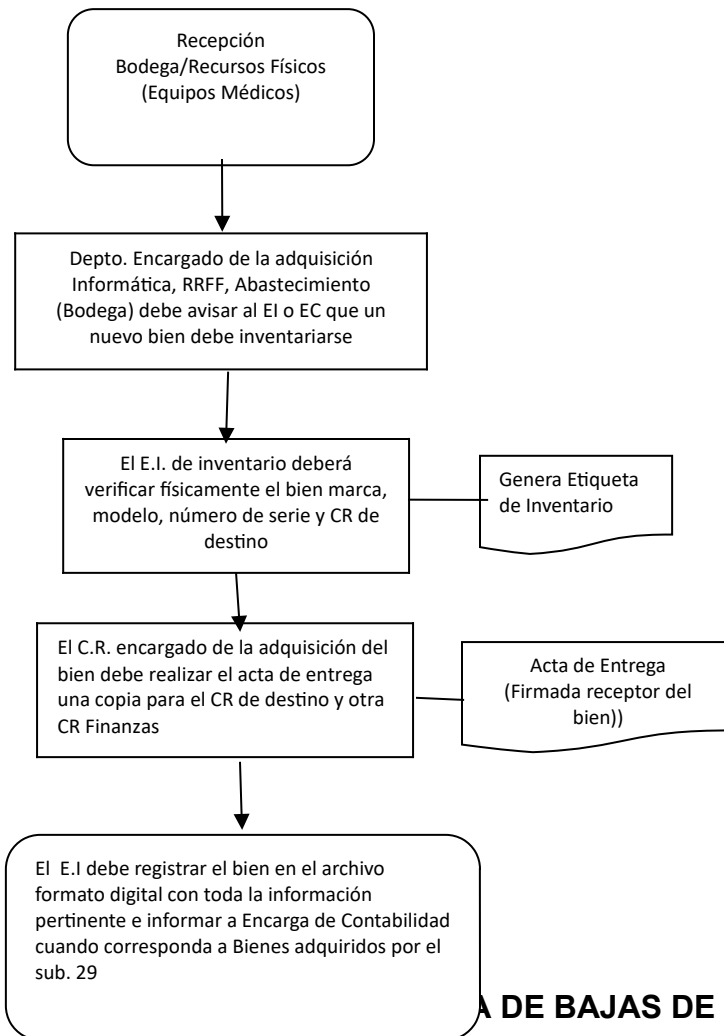 Recepción
Bodega/Recursos Físicos
(Equipos Médicos)
Depto. Encargado de la adquisición
Informática, RRFF, Abastecimiento
(Bodega) debe avisar al EI o EC que un
nuevo bien debe inventariarse
El E.I. de inventario deberá
verificar físicamente el bien marca,
modelo, número de serie y CR de
destino
Genera Etiqueta
de Inventario
El C.R. encargado de la adquisición del
bien debe realizar el acta de entrega
una copia para el CR de destino y otra
CR Finanzas
Acta de Entrega
(Firmada receptor del
bien))
El E.I debe registrar el bien en el archivo
formato digital con toda la información
pertinente e informar a Encarga de Contabilidad
cuando corresponda a Bienes adquiridos por el
sub. 29
DE BAJAS DE